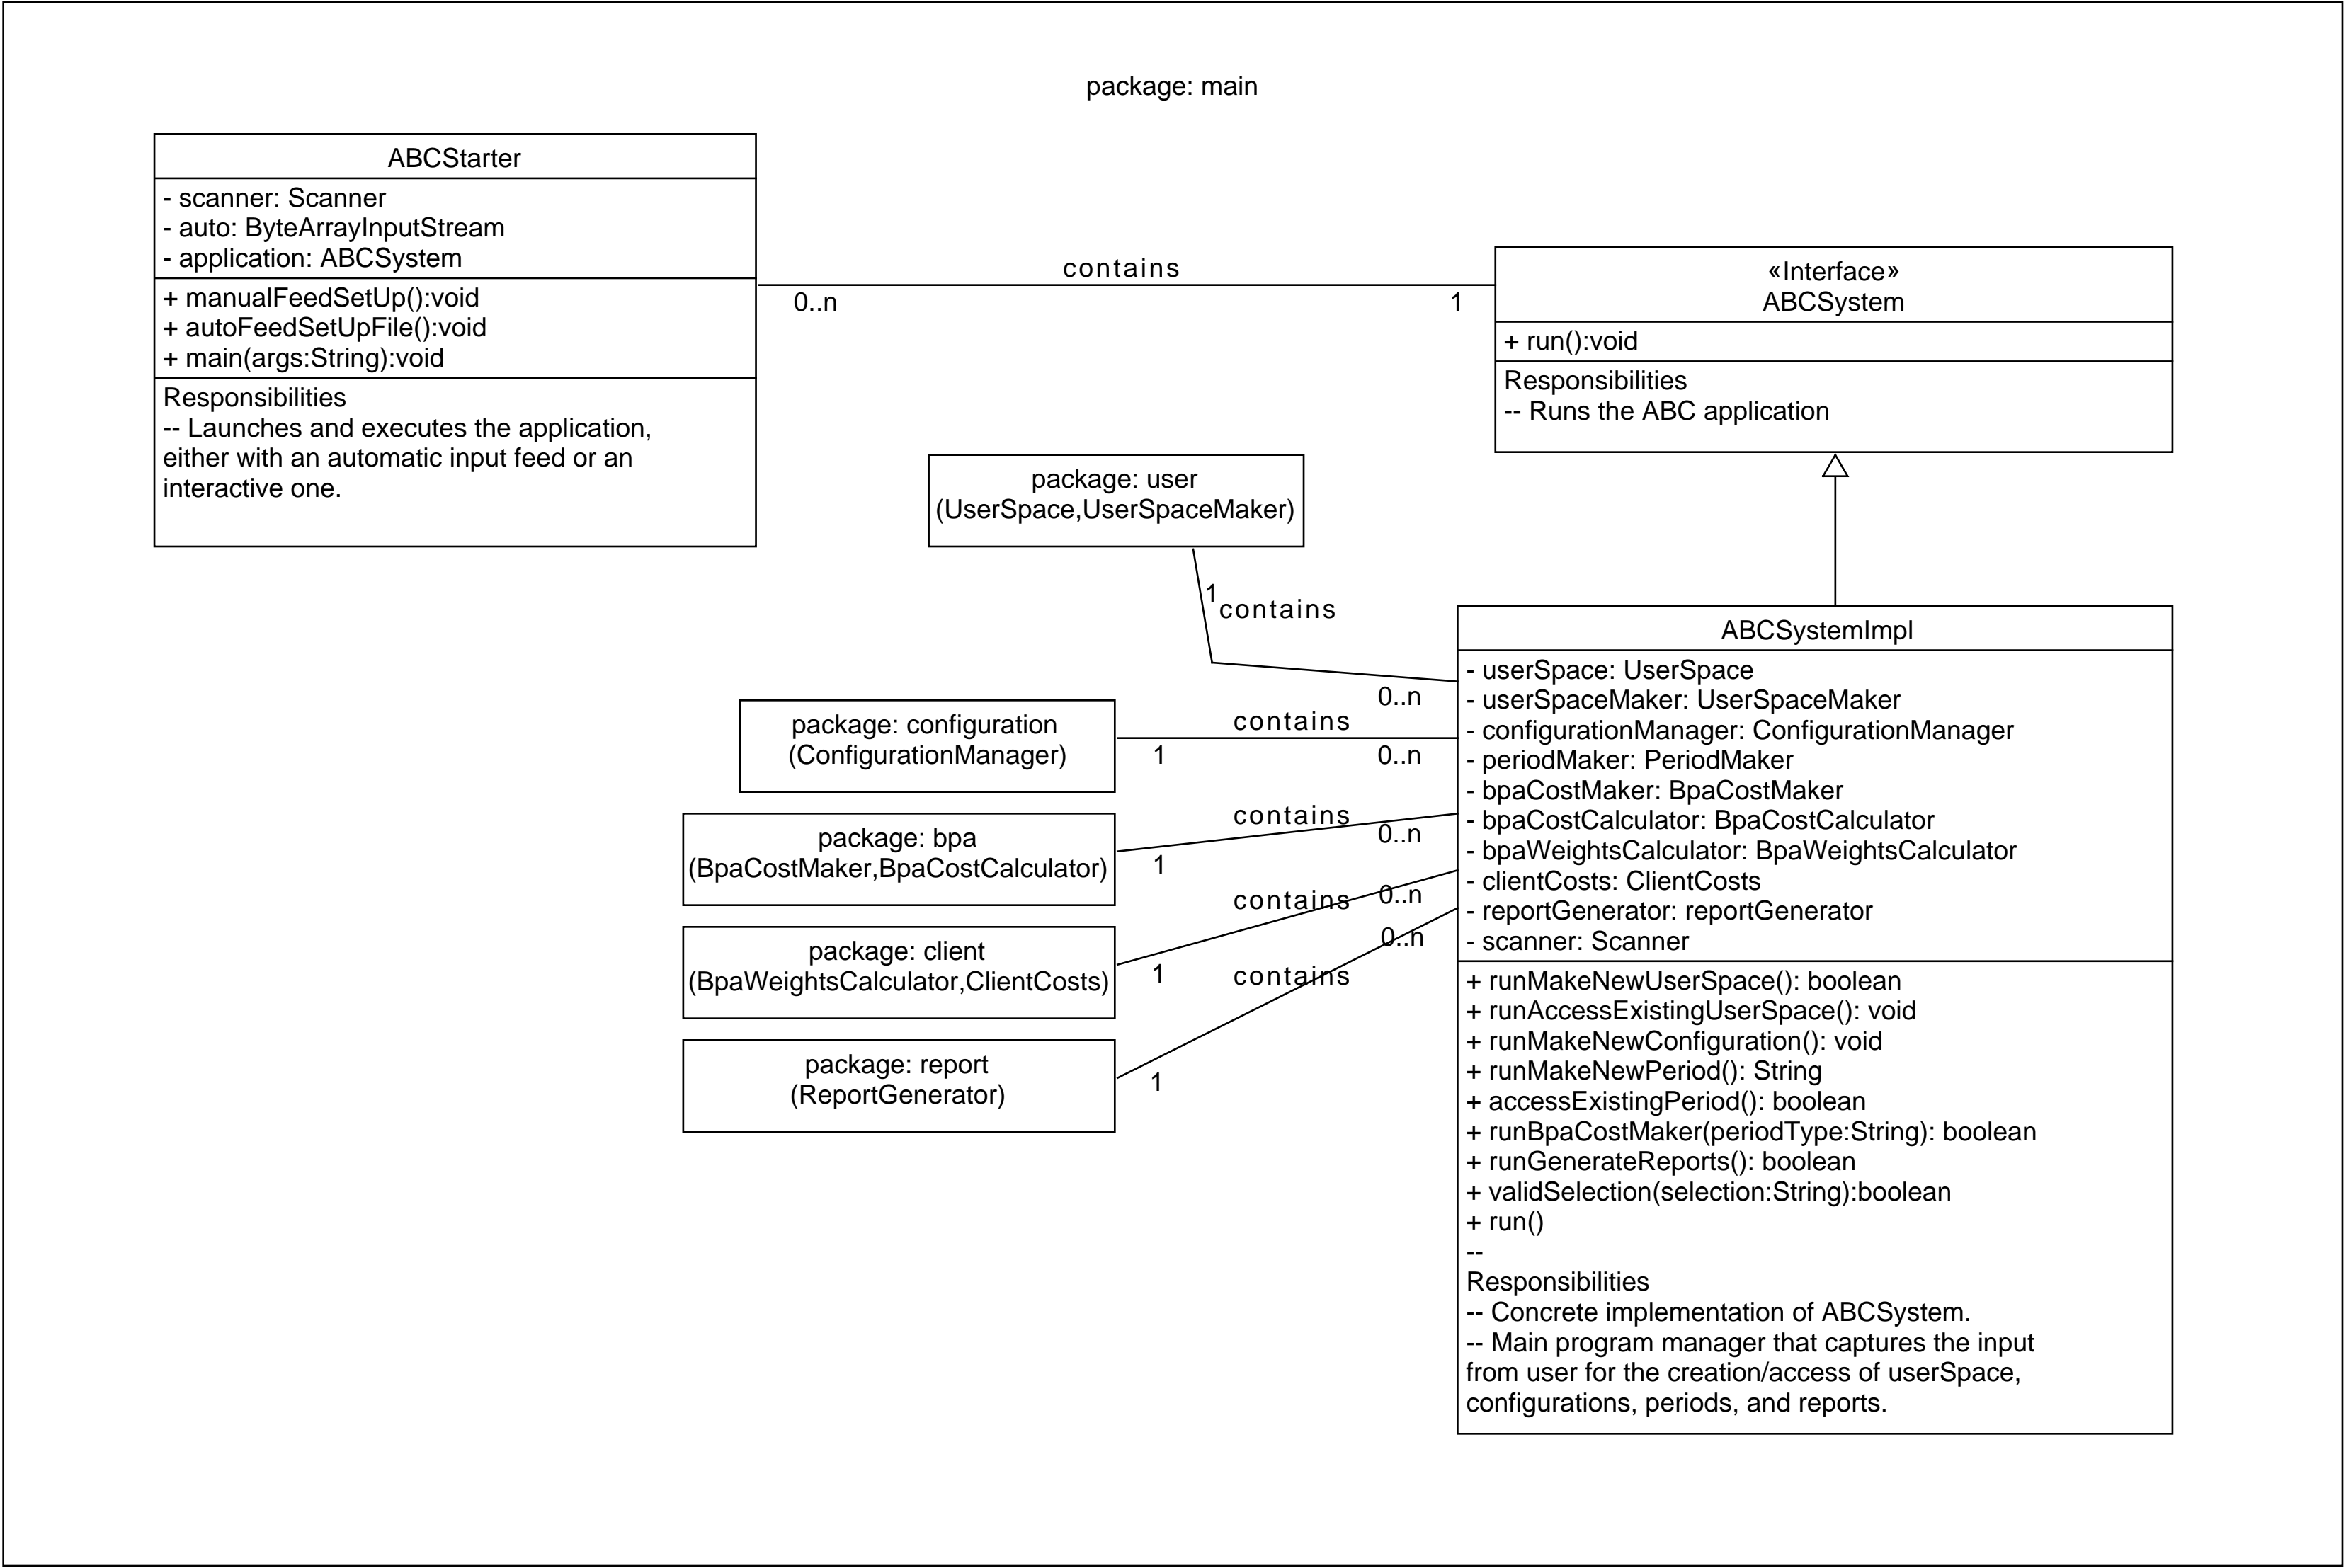 package: main
ABCStarter
- scanner: Scanner
- auto: ByteArrayInputStream
- application: ABCSystem
+ manualFeedSetUp():void
+ autoFeedSetUpFile():void
+ main(args:String):void
Responsibilities
-- Launches and executes the application,
either with an automatic input feed or an
interactive one.
contains
0..n
1
«Interface»
ABCSystem
+ run():void
Responsibilities
-- Runs the ABC application
package: user
(UserSpace,UserSpaceMaker)
1
contains
0..n
package: configuration
(ConfigurationManager)
contains
1
0..n
package: bpa
(BpaCostMaker,BpaCostCalculator)
contains
1
0..n
package: client
(BpaWeightsCalculator,ClientCosts)
contains
1
0..n
package: report
(ReportGenerator)
contains
1
0..n
ABCSystemImpl
- userSpace: UserSpace
- userSpaceMaker: UserSpaceMaker
- configurationManager: ConfigurationManager
- periodMaker: PeriodMaker
- bpaCostMaker: BpaCostMaker
- bpaCostCalculator: BpaCostCalculator
- bpaWeightsCalculator: BpaWeightsCalculator
- clientCosts: ClientCosts
- reportGenerator: reportGenerator
- scanner: Scanner
+ runMakeNewUserSpace(): boolean
+ runAccessExistingUserSpace(): void
+ runMakeNewConfiguration(): void
+ runMakeNewPeriod(): String
+ accessExistingPeriod(): boolean
+ runBpaCostMaker(periodType:String): boolean
+ runGenerateReports(): boolean
+ validSelection(selection:String):boolean
+ run()
--
Responsibilities
-- Concrete implementation of ABCSystem.
-- Main program manager that captures the input
from user for the creation/access of userSpace,
configurations, periods, and reports.